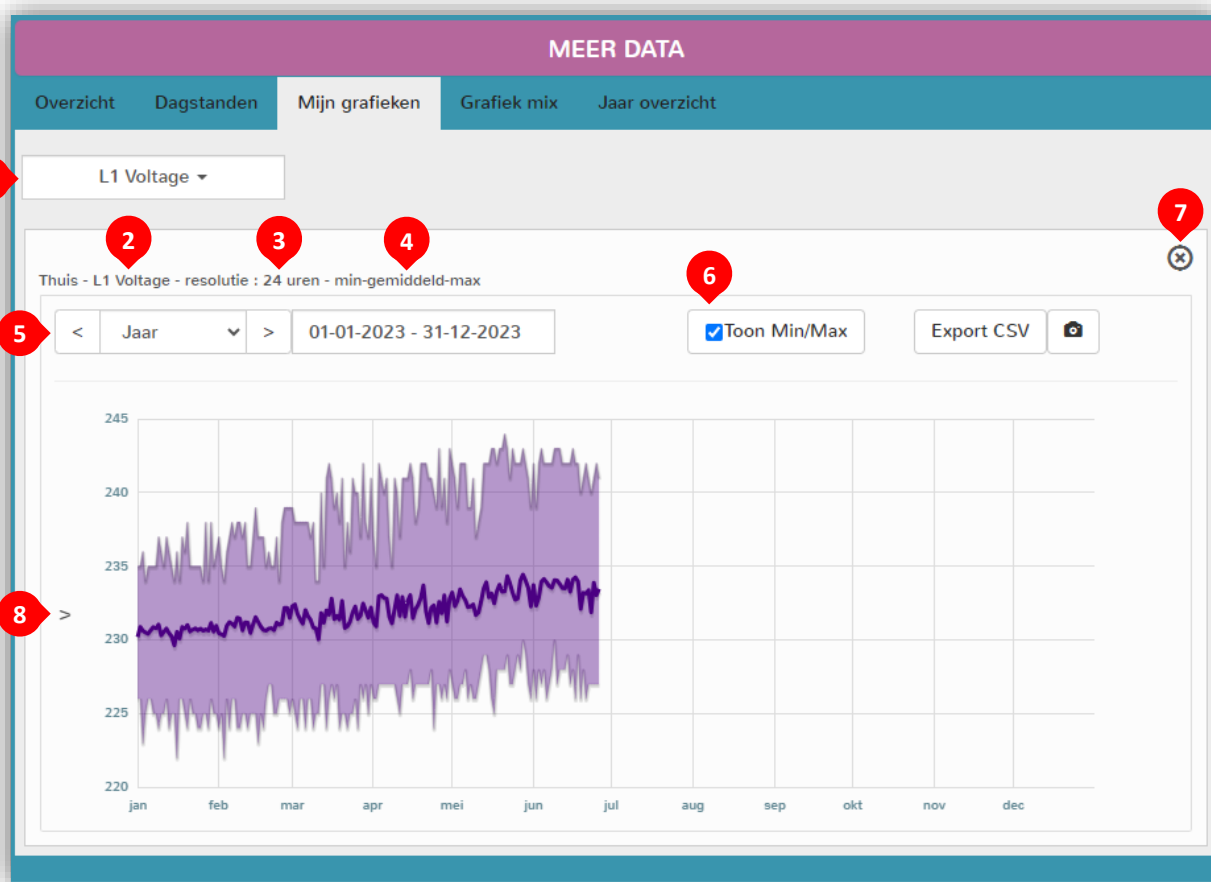 MEER DATA
Overzicht Dagstanden Mijn grafieken Grafiek mix Jaar overzicht
L1 Voltage
7
2 3 4
6
Thuis - L1 Voltage - resolutie : 24 uren - min-gemiddeld-max
5 < Jaar > 01-01-2023 - 31-12-2023 Toon Min/Max Export CSV
245
240
235
8 >
230
225
220
jan feb mar apr mei jun jul aug sep okt nov dec